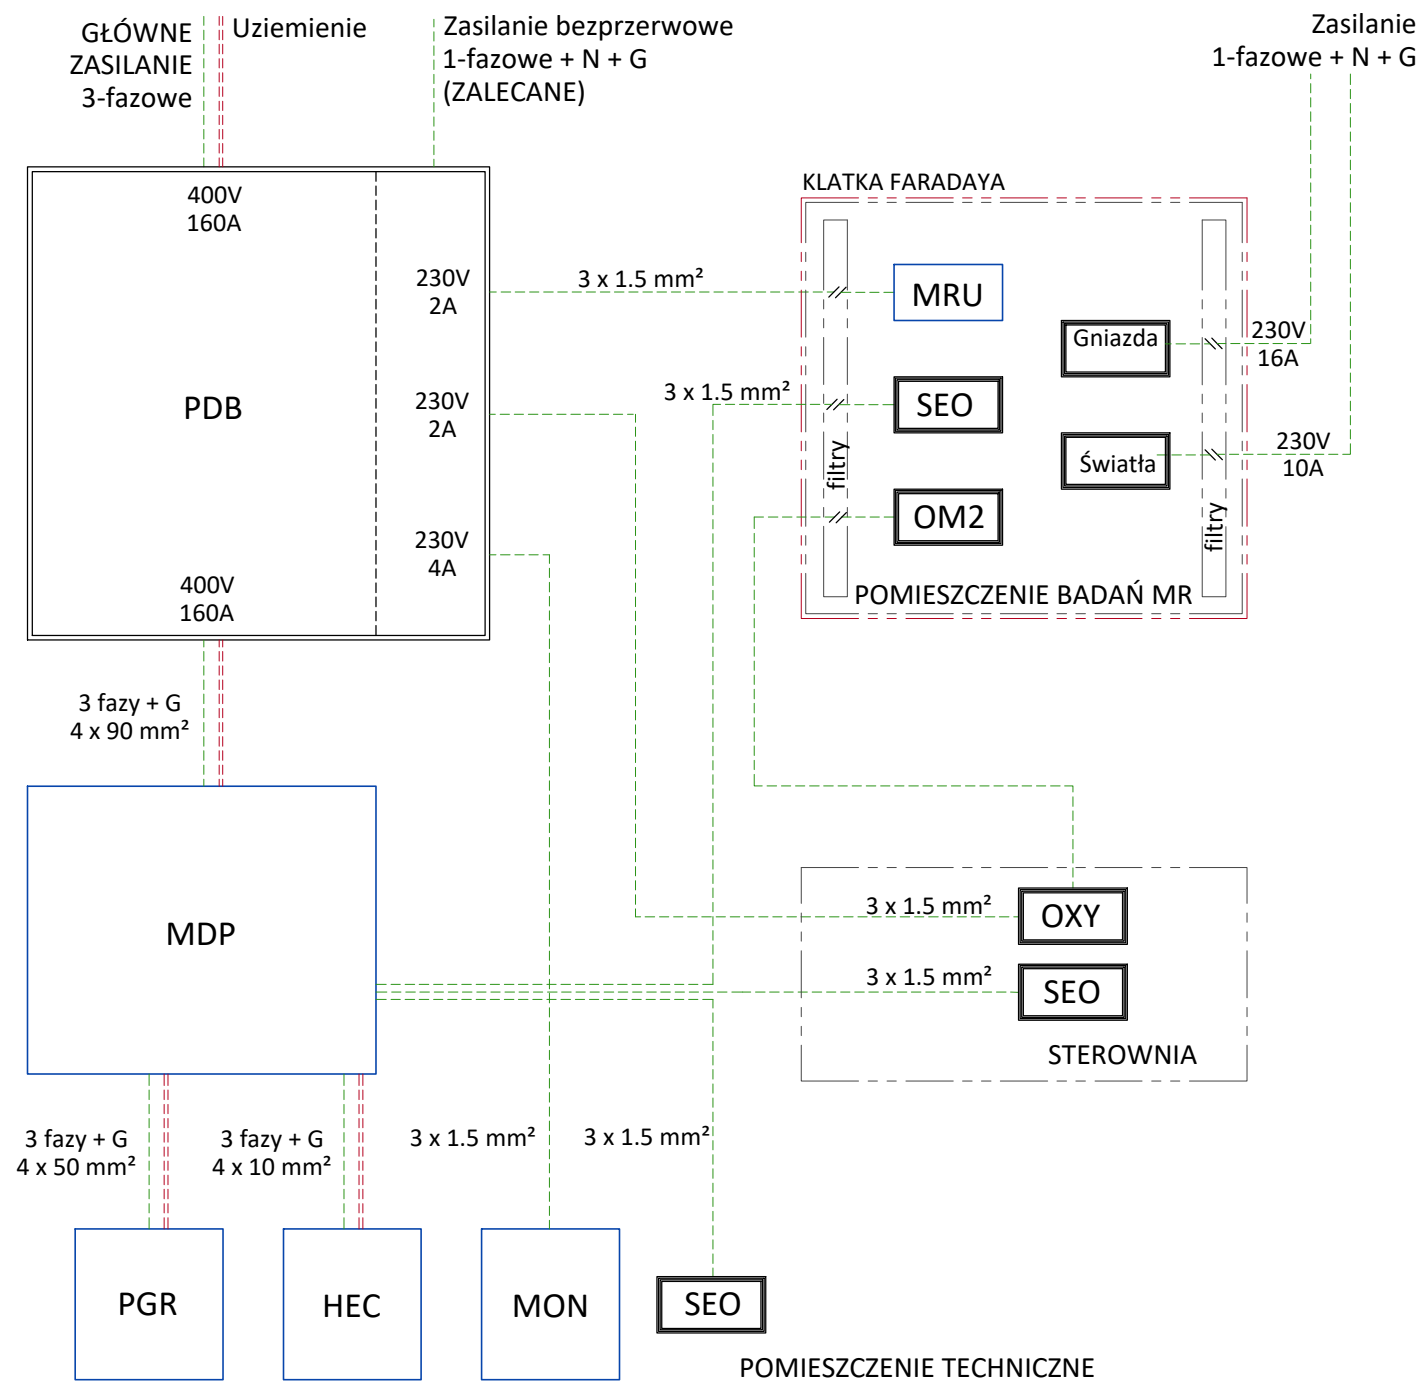 GŁÓWNE
ZASILANIE
3-fazowe
Uziemienie
Zasilanie bezprzerwowe
1-fazowe + N + G
(ZALECANE)
Zasilanie
1-fazowe + N + G
400V
160A
PDB
230V
2A
230V
2A
230V
4A
400V
160A
3 x 1.5 mm²
3 x 1.5 mm²
KLATKA FARADAYA
MRU
SEO
OM2
Gniazda
Światła
filtry
filtry
POMIESZCZENIE BADAŃ MR
230V
16A
230V
10A
3 fazy + G
4 x 90 mm²
MDP
3 x 1.5 mm²
OXY
3 x 1.5 mm²
SEO
STEROWNIA
3 fazy + G
4 x 50 mm²
3 fazy + G
4 x 10 mm²
3 x 1.5 mm²
3 x 1.5 mm²
PGR
HEC
MON
SEO
POMIESZCZENIE TECHNICZNE